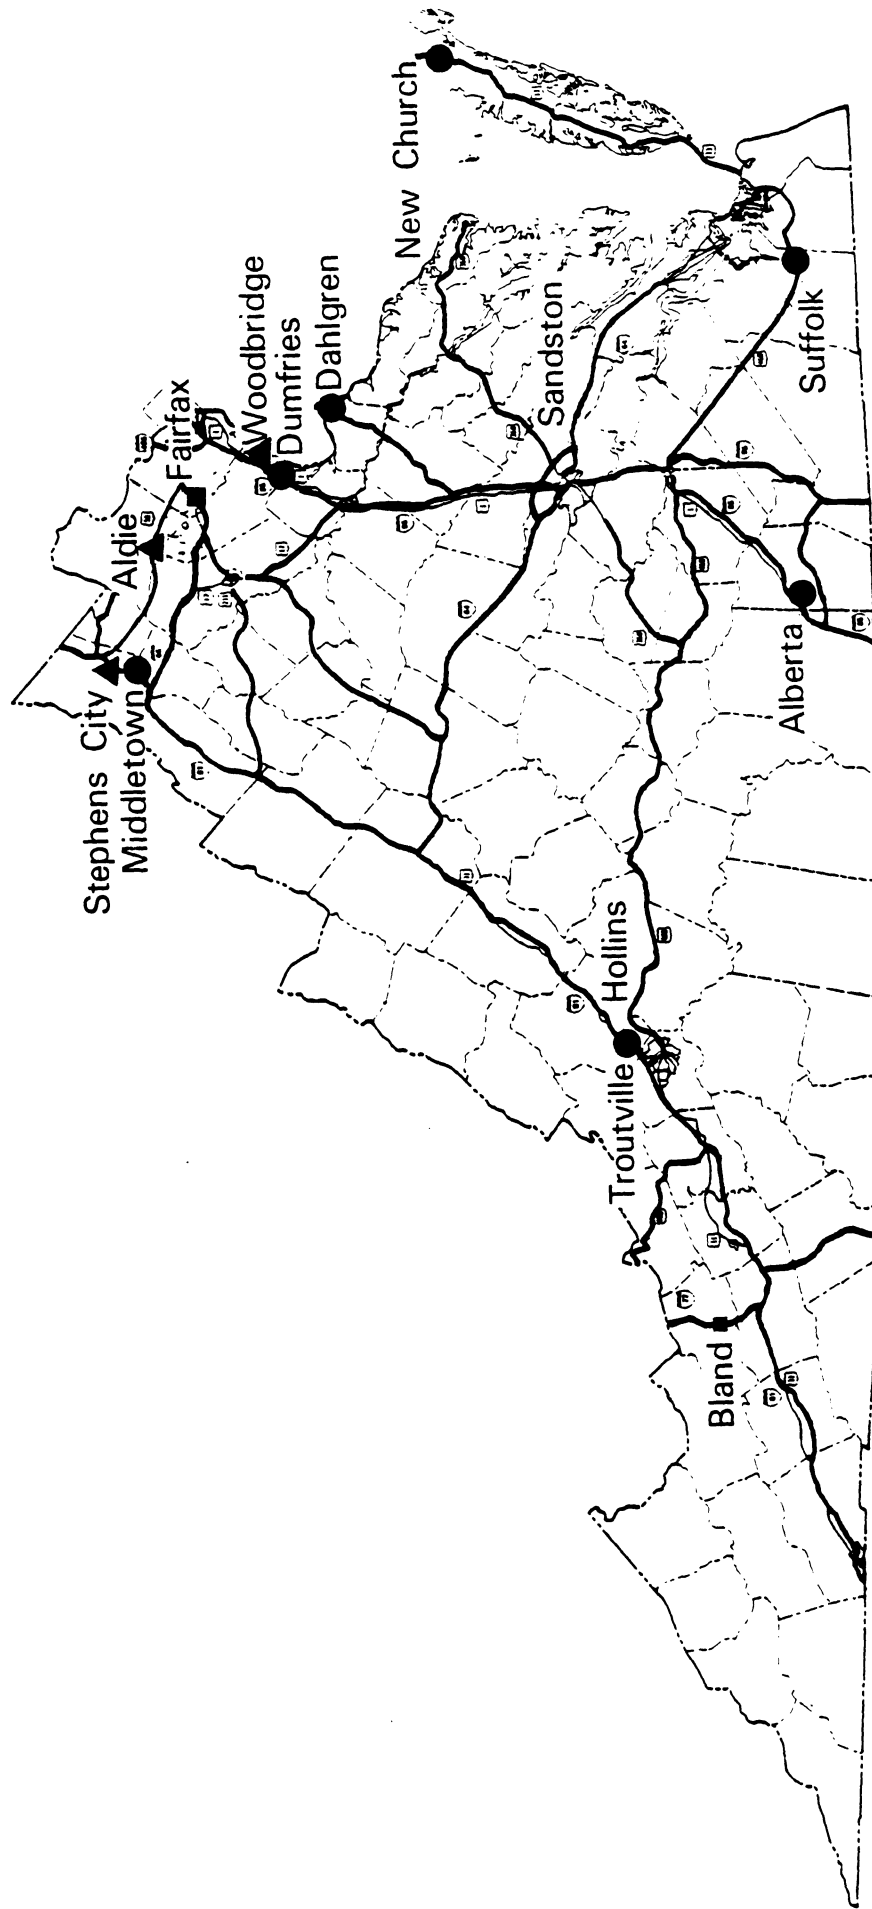 Stephens City
Middletown
Aldie
Fairfax
Woodbridge
Dumfries
Dahlgren
New Church
Sandston
Suffolk
Alberta
Hollins
Troutville
Bland